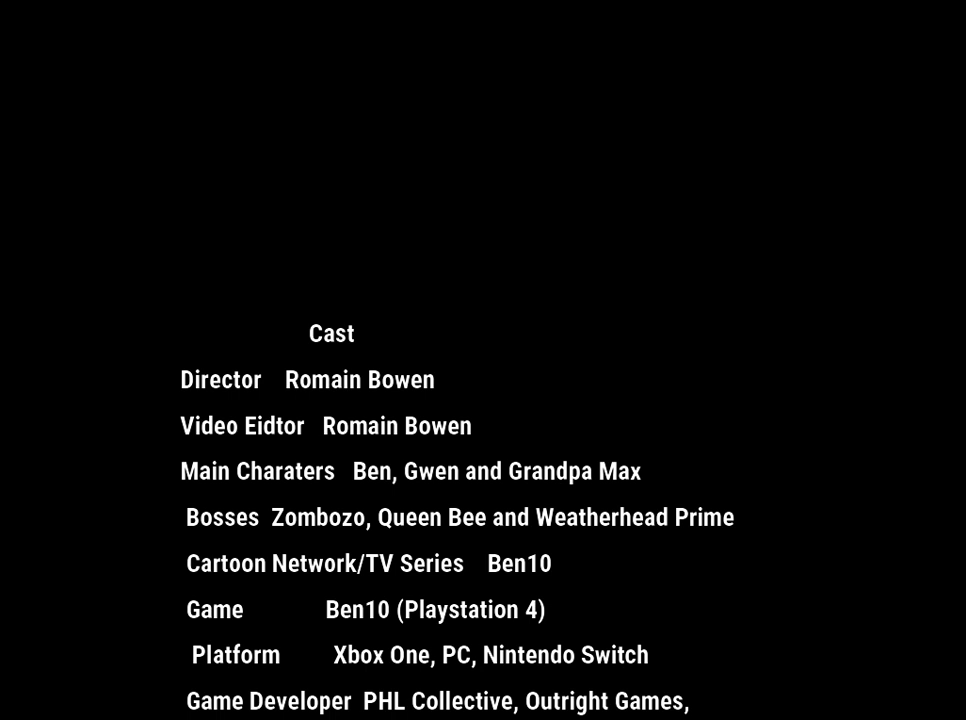 Cast
Director Romain Bowen
Video Eidtor Romain Bowen
Main Charaters Ben, Gwen and Grandpa Max
Bosses Zombozo, Queen Bee and Weatherhead Prime
Cartoon Network/TV Series Ben10
Game Ben10 (Playstation 4)
Platform Xbox One, PC, Nintendo Switch
Game Developer PHL Collective, Outright Games,